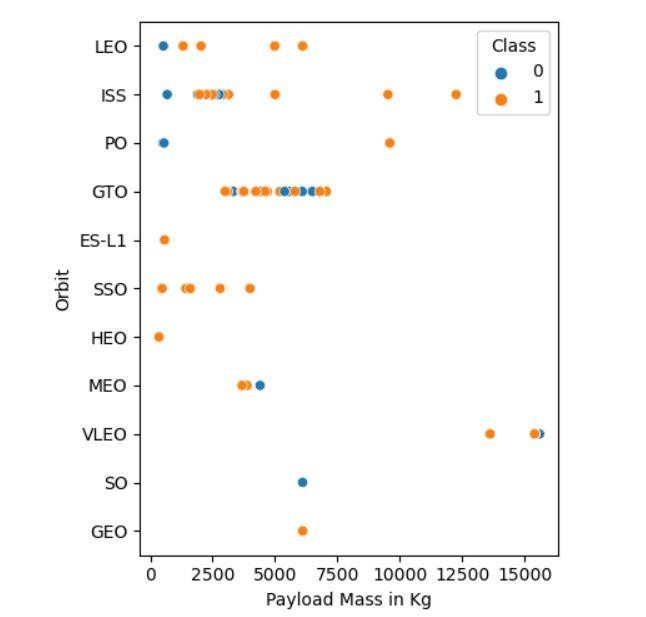 Class
0
1
LEO
ISS
PO
GTO
ES-L1
SSO
HEO
MEO
VLEO
SO
GEO
Orbit
0 2500 5000 7500 10000 12500 15000
Payload Mass in Kg